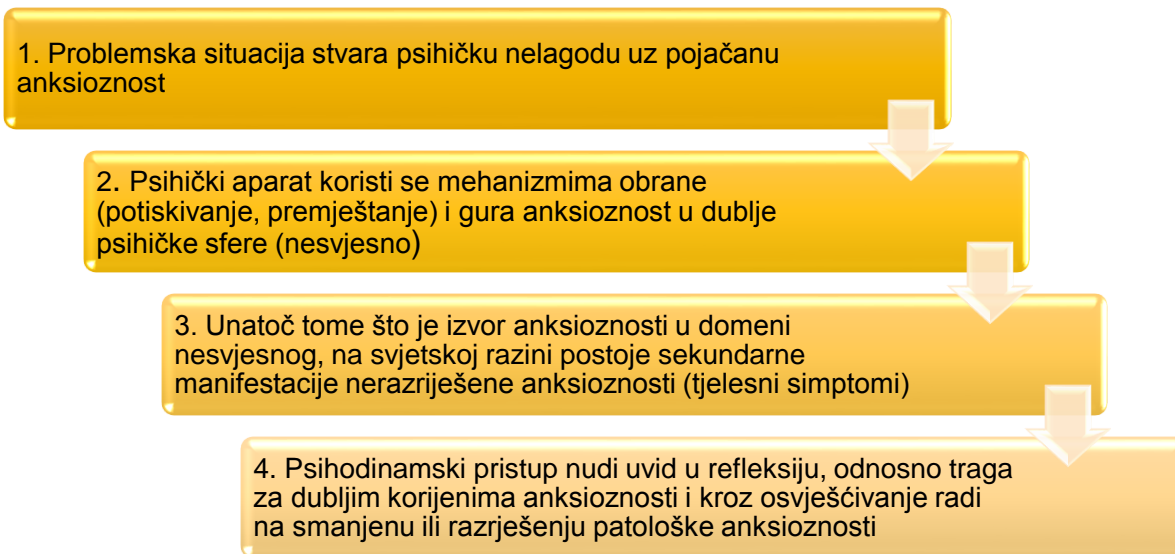 1. Problemska situacija stvara psihičku nelagodu uz pojačanu
anksioznost
2. Psihički aparat koristi se mehanizmima obrane
(potiskivanje, premještanje) i gura anksioznost u dublje
psihičke sfere (nesvjesno)
3. Unatoč tome što je izvor anksioznosti u domeni
nesvjesnog, na svjetskoj razini postoje sekundarne
manifestacije nerazriješene anksioznosti (tjelesni simptomi)
4. Psihodinamski pristup nudi uvid u refleksiju, odnosno traga
za dubljim korijenima anksioznosti i kroz osvješćivanje radi
na smanjenu ili razrješenju patološke anksioznosti